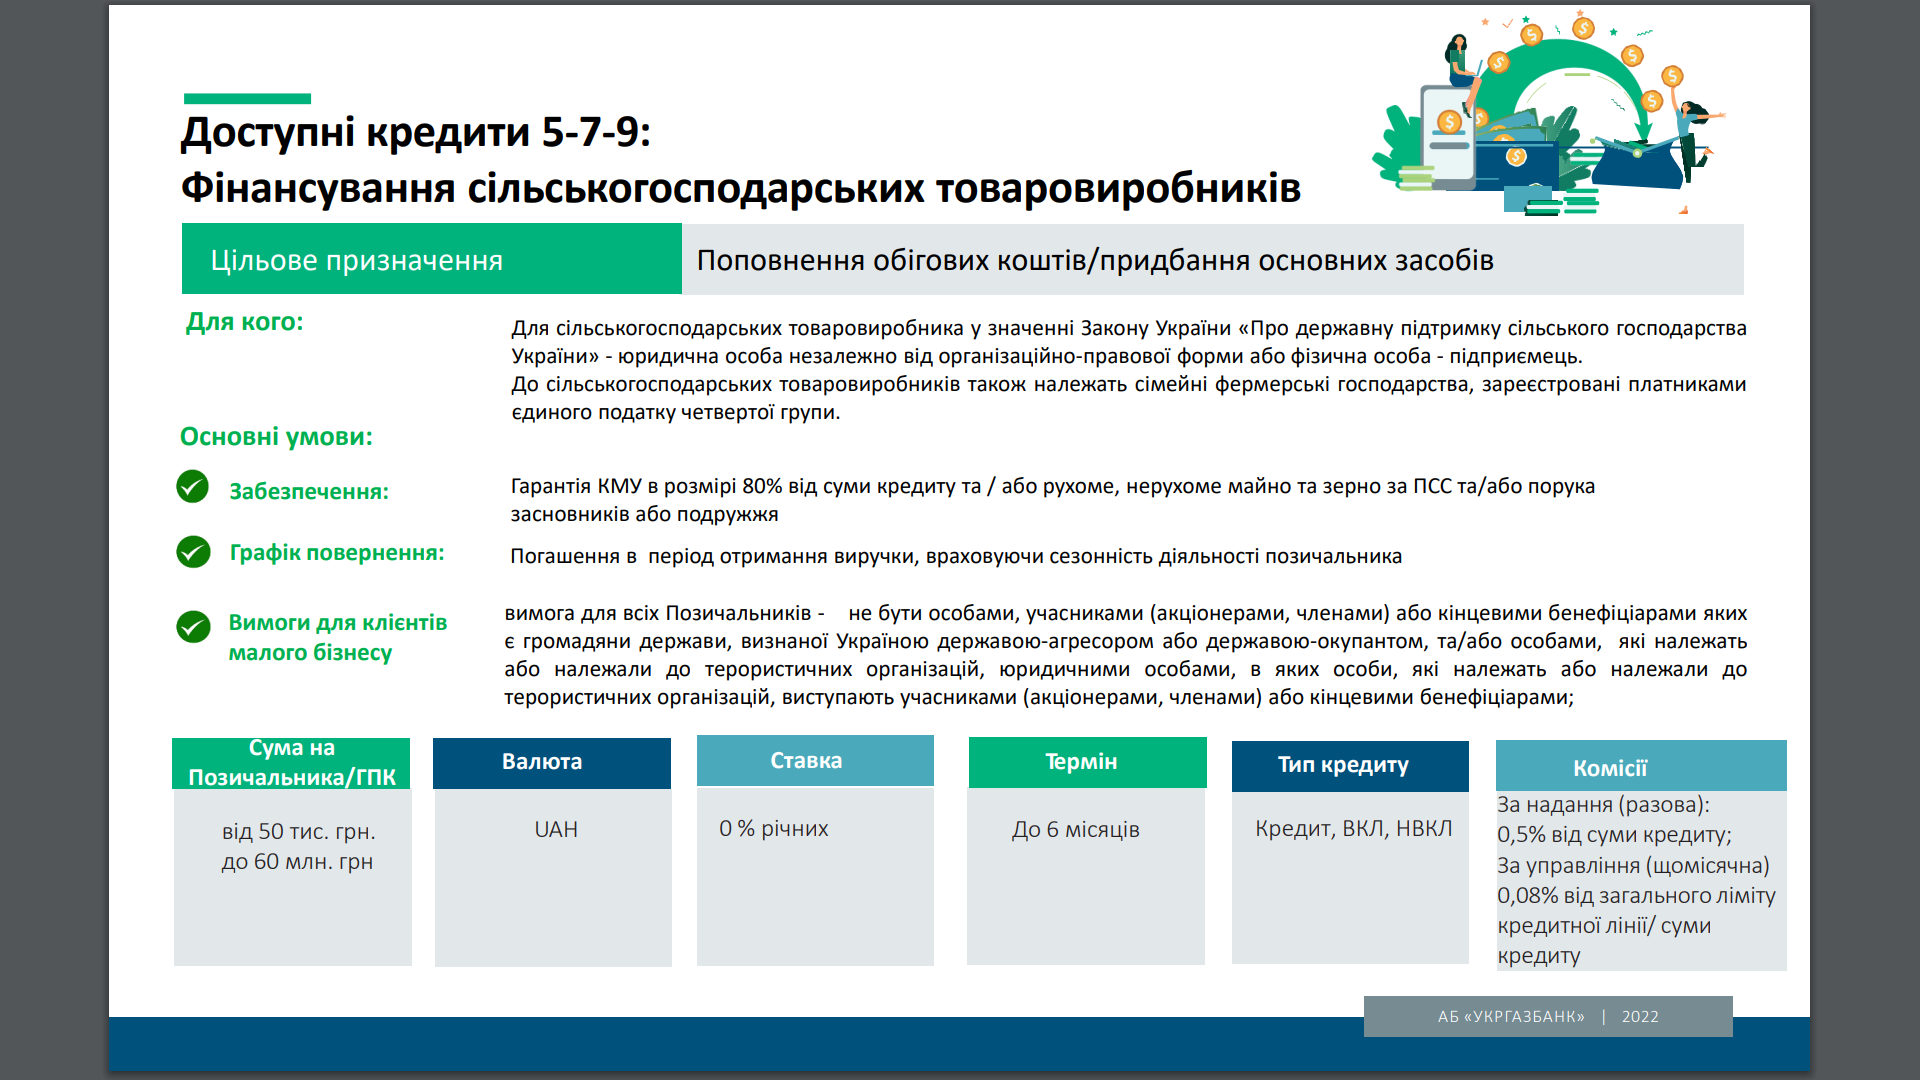 Доступні кредити 5-7-9:
Фінансування сільськогосподарських товаровиробників
Цільове призначення
Поповнення обігових коштів/придбання основних засобів
Для кого:
Для сільськогосподарських товаровиробника у значенні Закону України «Про державну підтримку сільського господарства
України» - юридична особа незалежно від організаційно-правової форми або фізична особа - підприємець.
До сільськогосподарських товаровиробників також належать сімейні фермерські господарства, зареєстровані платниками
єдиного податку четвертої групи.
Основні умови:
Забезпечення:
Гарантія КМУ в розмірі 80% від суми кредиту та / або рухоме, нерухоме майно та зерно за ПСС та/або порука
засновників або подружжя
Графік повернення:
Погашення в період отримання виручки, враховуючи сезонність діяльності позичальника
Вимоги для клієнтів
малого бізнесу
вимога для всіх Позичальників - не бути особами, учасниками (акціонерами, членами) або кінцевими бенефіціарами яких
є громадяни держави, визнаної Україною державою-агресором або державою-окупантом, та/або особами, які належать
або належали до терористичних організацій, юридичними особами, в яких особи, які належать або належали до
терористичних організацій, виступають учасниками (акціонерами, членами) або кінцевими бенефіціарами;
Сума на
Позичальника/ГПК
від 50 тис. грн.
до 60 млн. грн
Валюта
UAH
Ставка
0 % річних
Термін
До 6 місяців
Тип кредиту
Кредит, ВКЛ, НВКЛ
Комісії
За надання (разова):
0,5% від суми кредиту;
За управління (щомісячна)
0,08% від загального ліміту
кредитної лінії/ суми
кредиту
АБ «УКРГАЗБАНК» | 2022